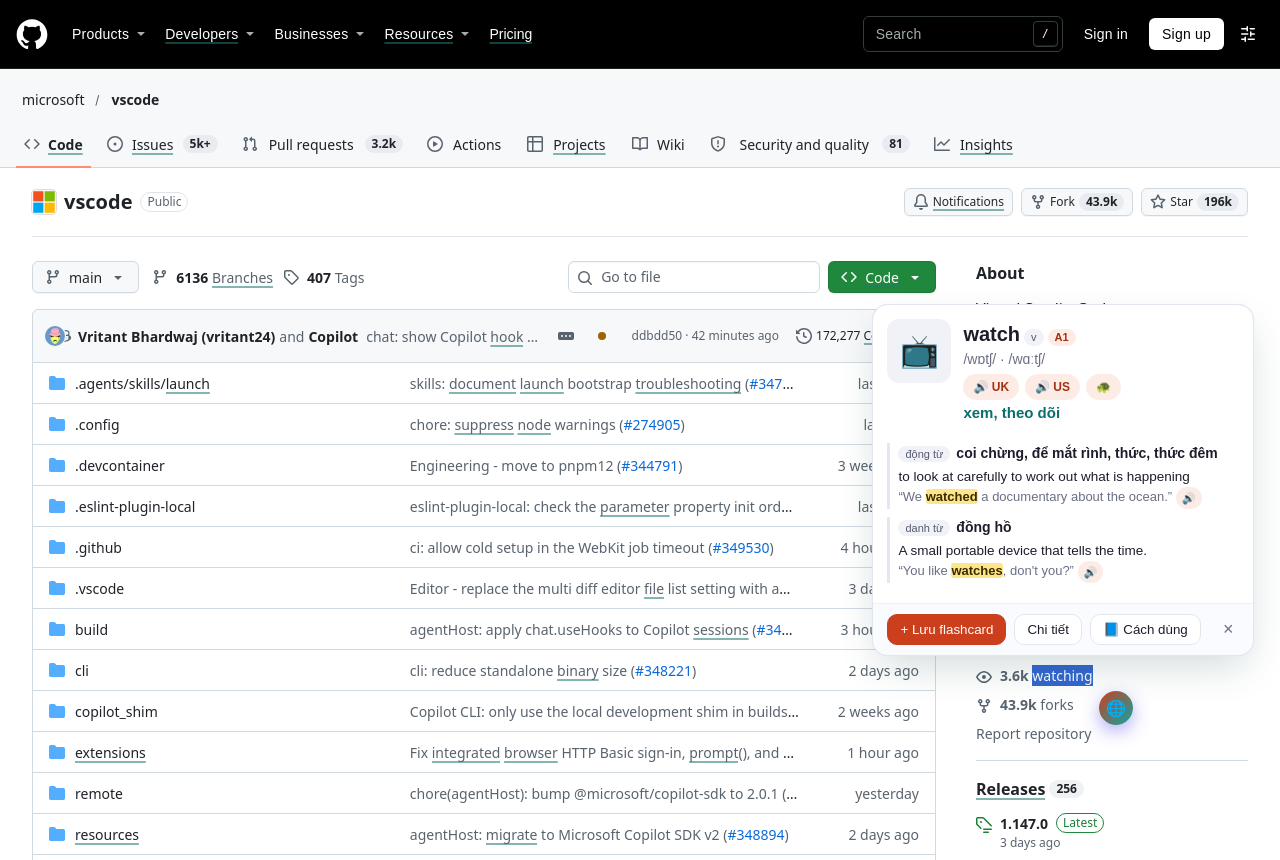 Products Developers Businesses Resources Pricing Search / Sign in Sign up
microsoft / vscode
Code Issues 5k+ Pull requests 3.2k Actions Projects Wiki Security and quality 81 Insights
vscode Public Notifications Fork 43.9k Star 196k
main 6136 Branches 407 Tags Go to file Code
Vritant Bhardwaj (vritant24) and Copilot chat: show Copilot hook … ddbdd50 · 42 minutes ago 172,277
.agents/skills/launch skills: document launch bootstrap troubleshooting (#347…
.config chore: suppress node warnings (#274905)
.devcontainer Engineering - move to pnpm12 (#344791)
.eslint-plugin-local eslint-plugin-local: check the parameter property init ord…
.github ci: allow cold setup in the WebKit job timeout (#349530)
.vscode Editor - replace the multi diff editor file list setting with a…
build agentHost: apply chat.useHooks to Copilot sessions (#34…
cli cli: reduce standalone binary size (#348221) 2 days ago
copilot_shim Copilot CLI: only use the local development shim in builds… 2 weeks ago
extensions Fix integrated browser HTTP Basic sign-in, prompt(), and … 1 hour ago
remote chore(agentHost): bump @microsoft/copilot-sdk to 2.0.1 (… yesterday
resources agentHost: migrate to Microsoft Copilot SDK v2 (#348894) 2 days ago
About
watch v A1
/wɒtʃ/ · /wɑːtʃ/
UK US
xem, theo dõi
động từ coi chừng, để mắt rình, thức, thức đêm
to look at carefully to work out what is happening
“We watched a documentary about the ocean.”
danh từ đồng hồ
A small portable device that tells the time.
“You like watches, don't you?”
+ Lưu flashcard Chi tiết Cách dùng ×
3.6k watching
43.9k forks
Report repository
Releases 256
1.147.0 Latest
3 days ago